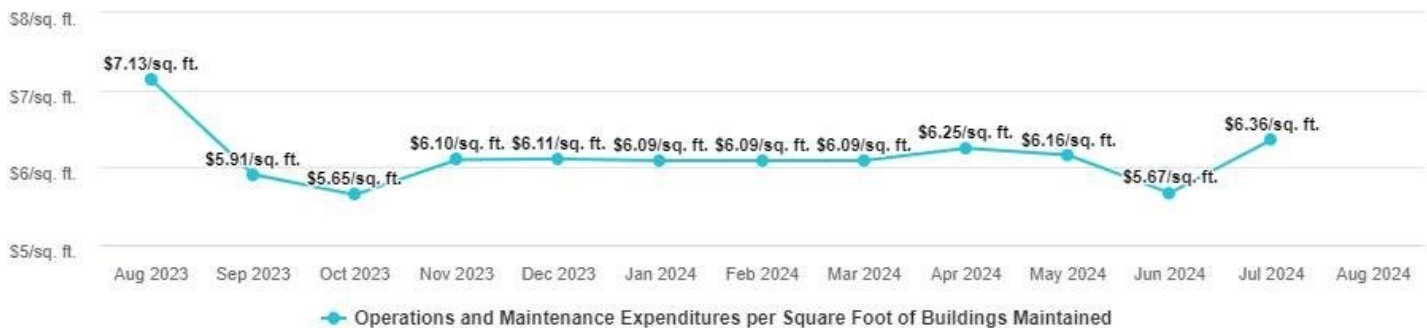 $8/sq. ft.
$7.13/sq. ft.
$7/sq. ft.
$6.10/sq. ft. $6.11/sq. ft. $6.09/sq. ft. $6.09/sq. ft. $6.09/sq. ft. $6.25/sq. ft. $6.16/sq. ft. $6.36/sq. ft.
$5.91/sq. ft.
$6/sq. ft.
$5.65/sq. ft. $5.67/sq. ft.
$5/sq. ft.
Aug 2023 Sep 2023 Oct 2023 Nov 2023 Dec 2023 Jan 2024 Feb 2024 Mar 2024 Apr 2024 May 2024 Jun 2024 Jul 2024 Aug 2024
Operations and Maintenance Expenditures per Square Foot of Buildings Maintained